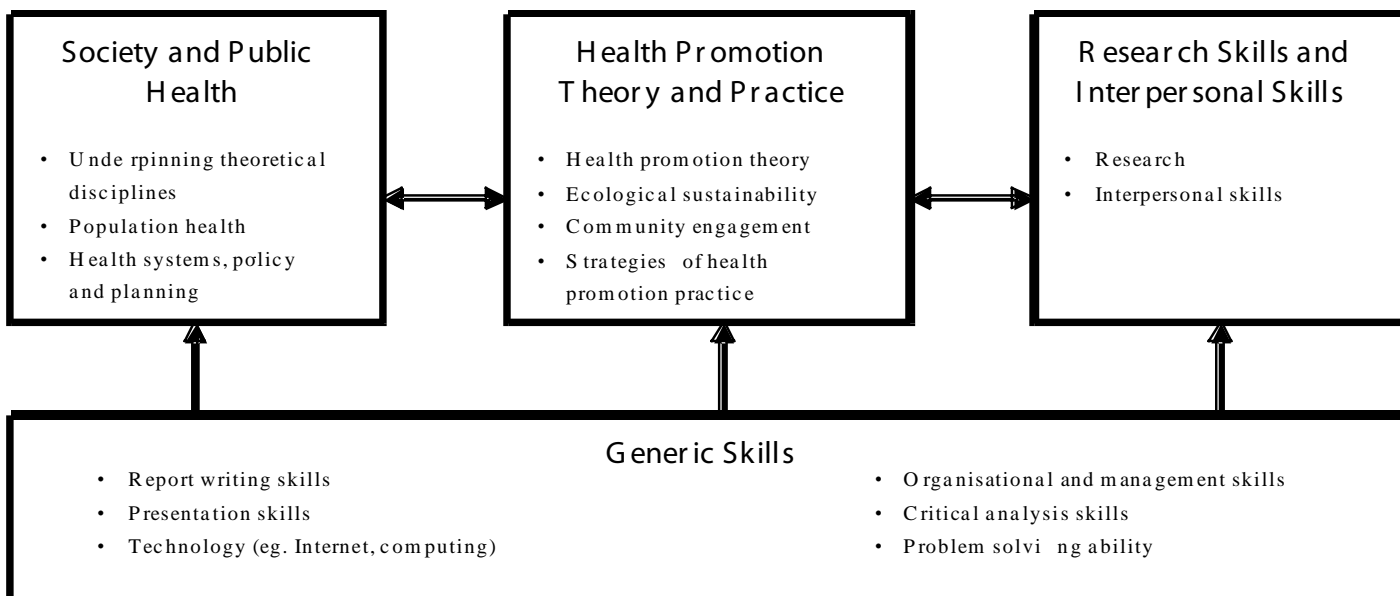 Society and Public
Health
• Underpinning theoretical
disciplines
• Population health
• Health systems, policy
and planning
Health Promotion
Theory and Practice
• Health promotion theory
• Ecological sustainability
• Community engagement
• Strategies of health
promotion practice
Research Skills and
Interpersonal Skills
• Research
• Interpersonal skills
Generic Skills
• Report writing skills
• Presentation skills
• Technology (eg. Internet, computing)
• Organisational and management skills
• Critical analysis skills
• Problem solving ability